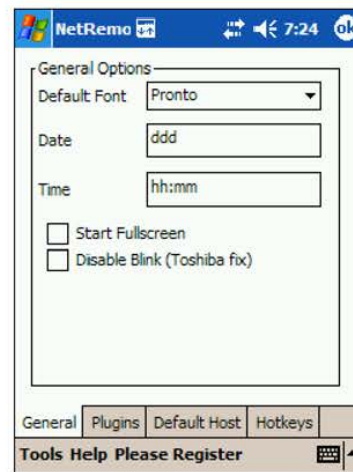 NetRemo 7:24 ok
General Options
Default Font Pronto
Date ddd
Time hh:mm
Start Fullscreen
Disable Blink (Toshiba fix)
General Plugins Default Host Hotkeys
Tools Help Please Register